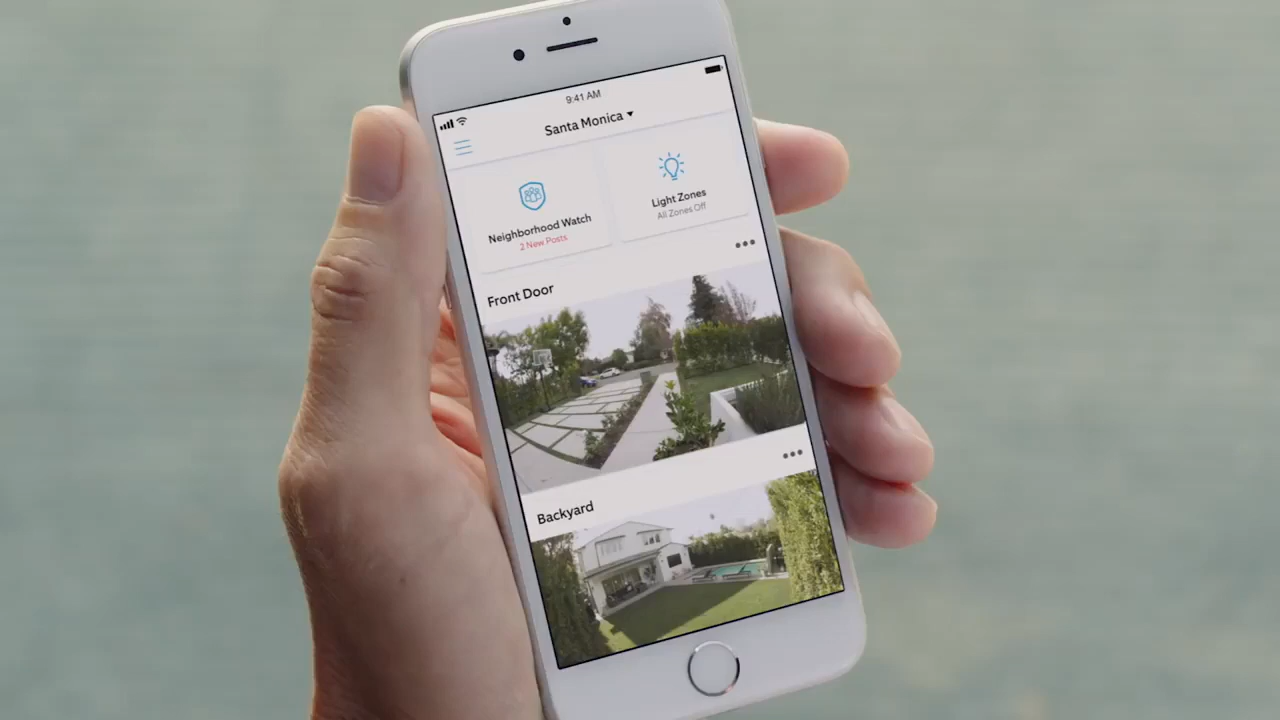 9:41 AM
Santa Monica
Neighborhood Watch
2 New Posts
Light Zones
All Zones Off
Front Door
Backyard